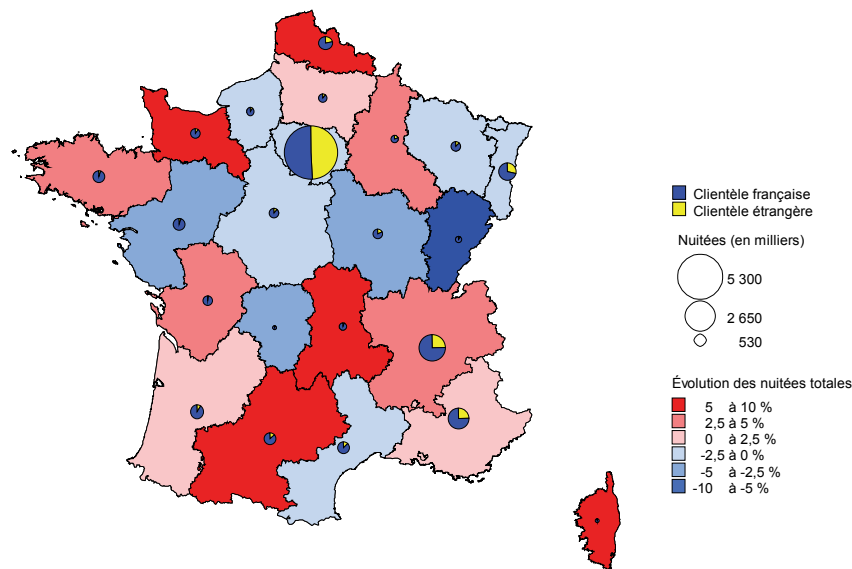 Clientèle française
Clientèle étrangère
Nuitées (en milliers)
5 300
2 650
530
Évolution des nuitées totales
5 à 10 %
2,5 à 5 %
0 à 2,5 %
-2,5 à 0 %
-5 à -2,5 %
-10 à -5 %